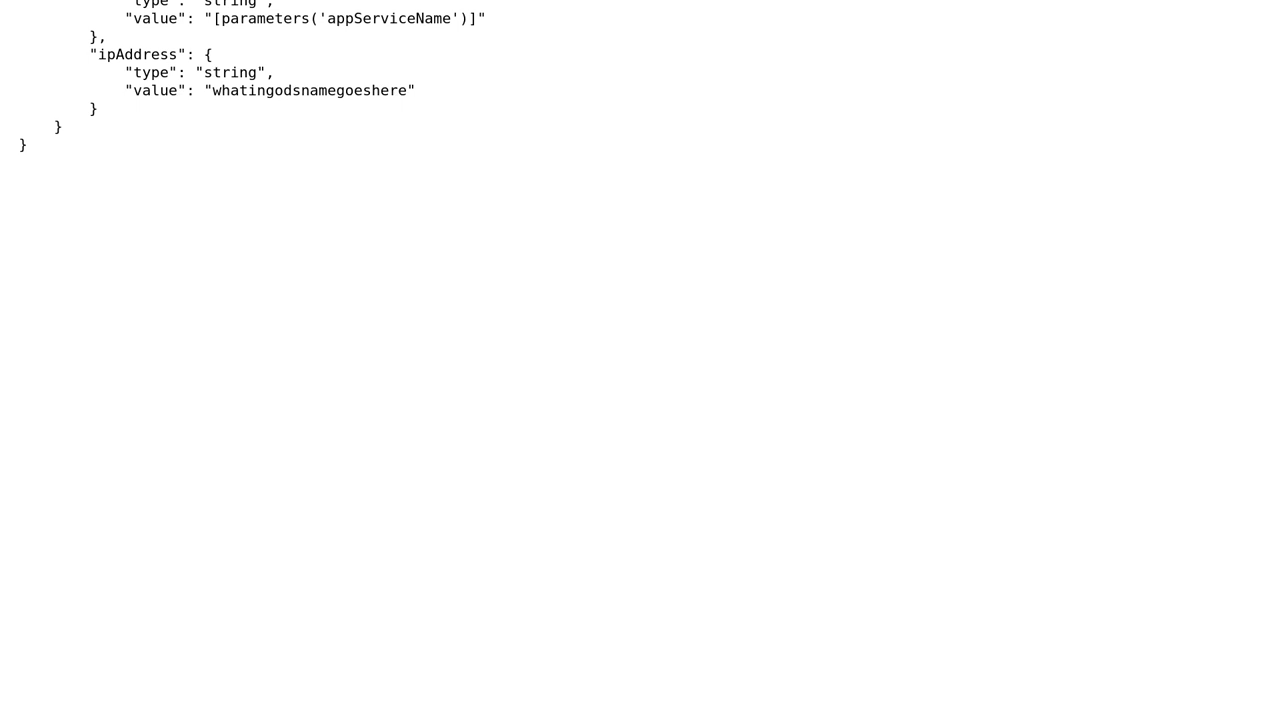 "type": "string",
"value": "[parameters('appServiceName')]"
},
"ipAddress": {
"type": "string",
"value": "whatingodsnamegoeshere"
}
}
}